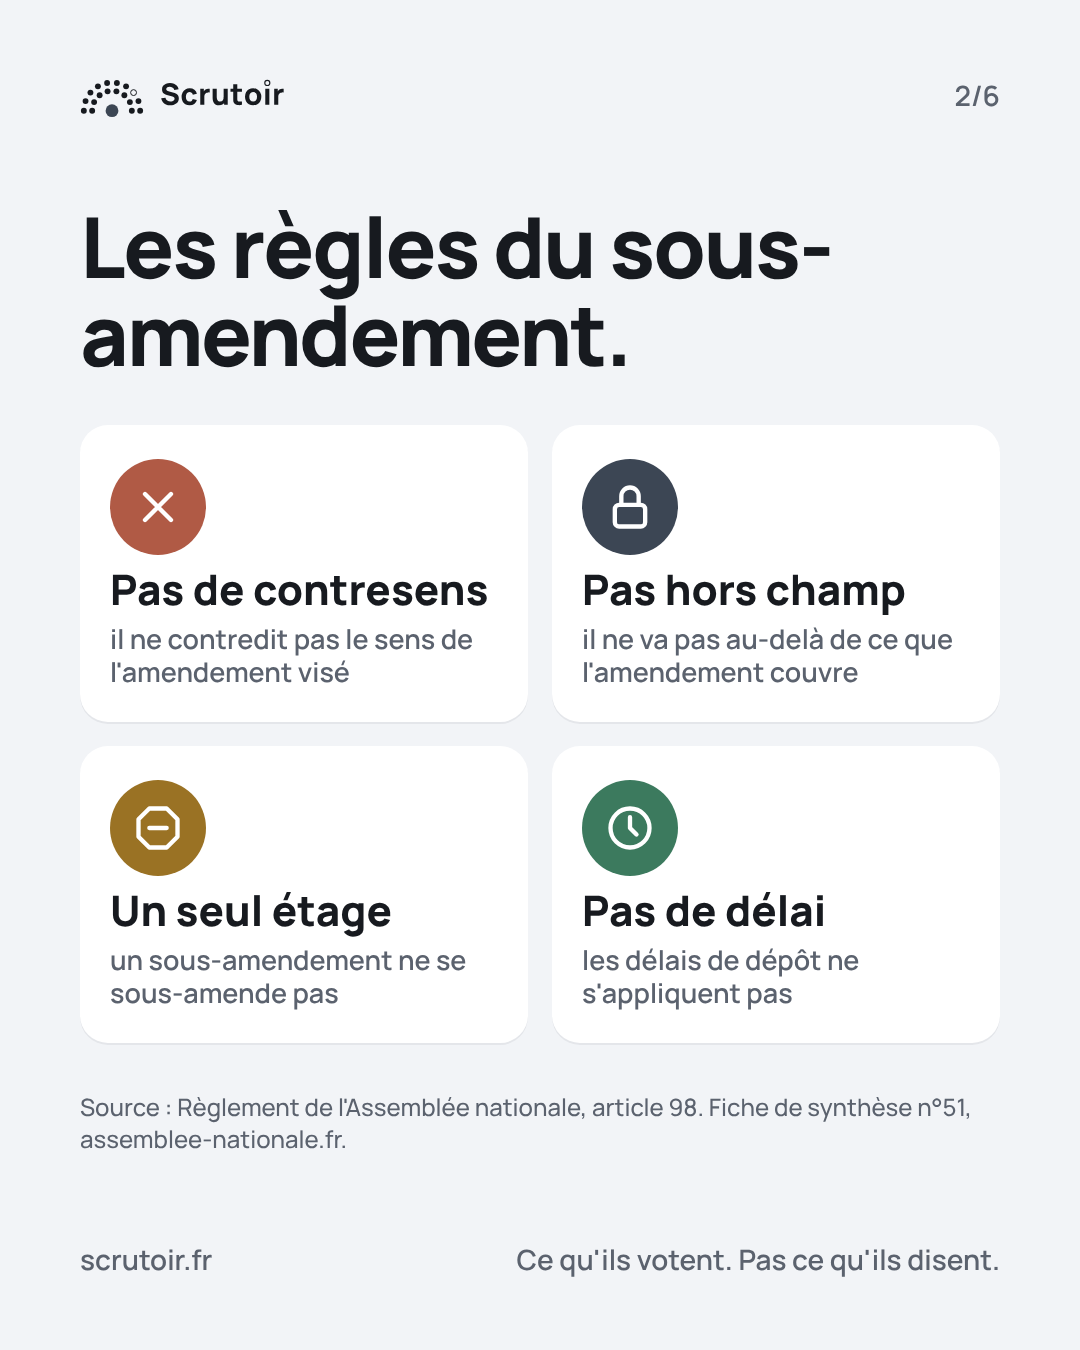 Scrutoir
2/6
Les règles du sous-
amendement.
Pas de contresens
il ne contredit pas le sens de
l'amendement visé
Pas hors champ
il ne va pas au-delà de ce que
l'amendement couvre
Un seul étage
un sous-amendement ne se
sous-amende pas
Pas de délai
les délais de dépôt ne
s'appliquent pas
Source : Règlement de l'Assemblée nationale, article 98. Fiche de synthèse n°51,
assemblee-nationale.fr.
scrutoir.fr
Ce qu'ils votent. Pas ce qu'ils disent.